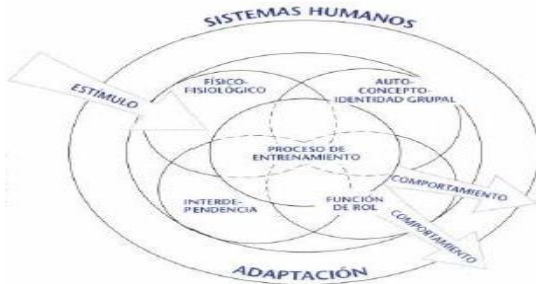 SISTEMAS HUMANOS
ESTÍMULO
FÍSICO-
FISIOLÓGICO
AUTO-
CONCEPTO-
IDENTIDAD GRUPAL
PROCESO DE
ENTRENAMIENTO
INTERDE-
PENDENCIA
FUNCIÓN
DE ROL
COMPORTAMIENTO
COMPORTAMIENTO
ADAPTACIÓN